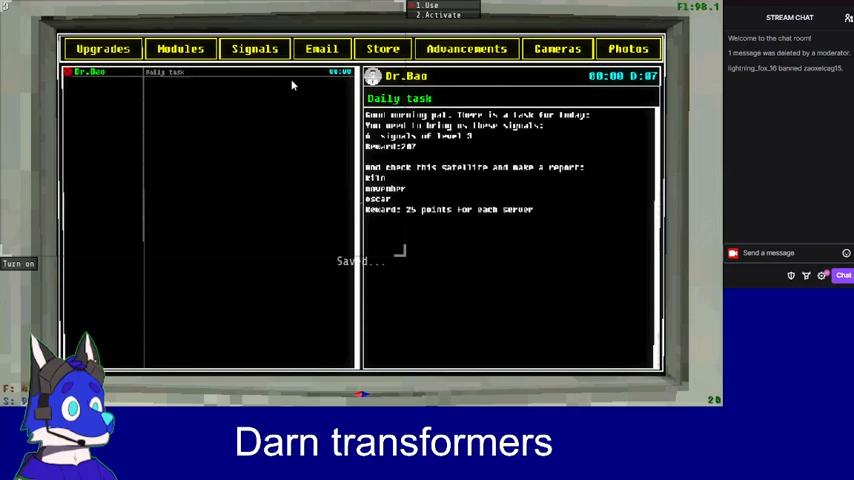 1.Use
2.Activate
Fl:98.1
Upgrades
Modules
Signals
Email
Store
Advancements
Cameras
Photos
Dr.Bao
Daily task
00:00
Dr.Bao
00:00 D:07
Daily task
Good morning pal. There is a task for today:
You need to bring us these signals:
signals of level 3
Reward:207
And check this satellite and make a report:
kilo
november
oscar
Reward: 25 points for each server
Saved...
Turn on
20
STREAM CHAT
Welcome to the chat room!
1 message was deleted by a moderator.
lightning_fox_16 banned zaoxelcag15.
Send a message
Chat
Darn transformers